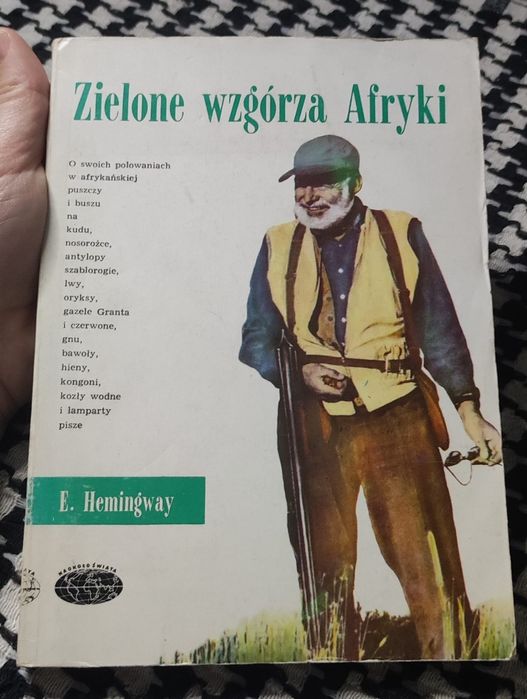 Zielone wzgórza Afryki
O swoich polowaniach
w afrykańskiej
puszczy
i buszu
na
kudu,
nosorożce,
antylopy
szablorogie,
lwy,
oryksy,
gazele Granta
i czerwone,
gnu,
bawoły,
hieny,
kongoni,
kozły wodne
i lamparty
pisze
E. Hemingway
NAOKOŁO ŚWIATA